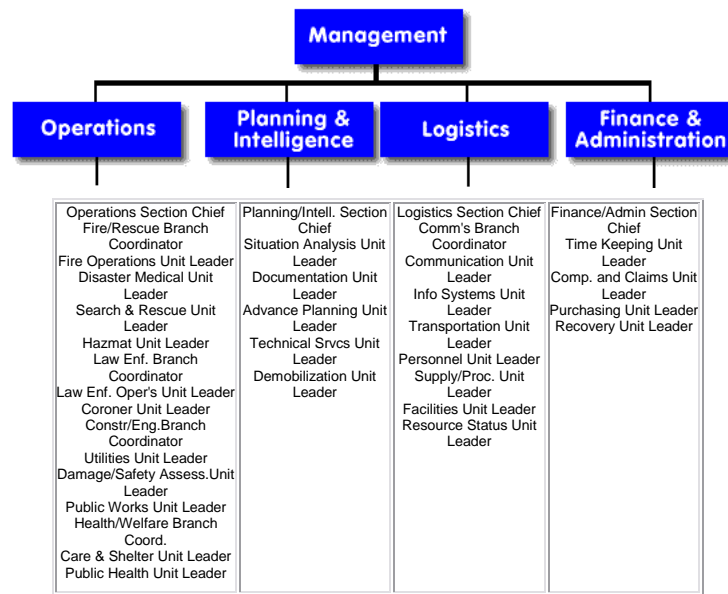 Management
Operations
Planning &
Intelligence
Logistics
Finance &
Administration
Operations Section Chief
Fire/Rescue Branch
Coordinator
Fire Operations Unit Leader
Disaster Medical Unit
Leader
Search & Rescue Unit
Leader
Hazmat Unit Leader
Law Enf. Branch
Coordinator
Law Enf. Oper's Unit Leader
Coroner Unit Leader
Constr/Eng.Branch
Coordinator
Utilities Unit Leader
Damage/Safety Assess.Unit
Leader
Public Works Unit Leader
Health/Welfare Branch
Coord.
Care & Shelter Unit Leader
Public Health Unit Leader
Planning/Intell. Section
Chief
Situation Analysis Unit
Leader
Documentation Unit
Leader
Advance Planning Unit
Leader
Technical Srvcs Unit
Leader
Demobilization Unit
Leader
Logistics Section Chief
Comm's Branch
Coordinator
Communication Unit
Leader
Info Systems Unit
Leader
Transportation Unit
Leader
Personnel Unit Leader
Supply/Proc. Unit
Leader
Facilities Unit Leader
Resource Status Unit
Leader
Finance/Admin Section
Chief
Time Keeping Unit
Leader
Comp. and Claims Unit
Leader
Purchasing Unit Leader
Recovery Unit Leader